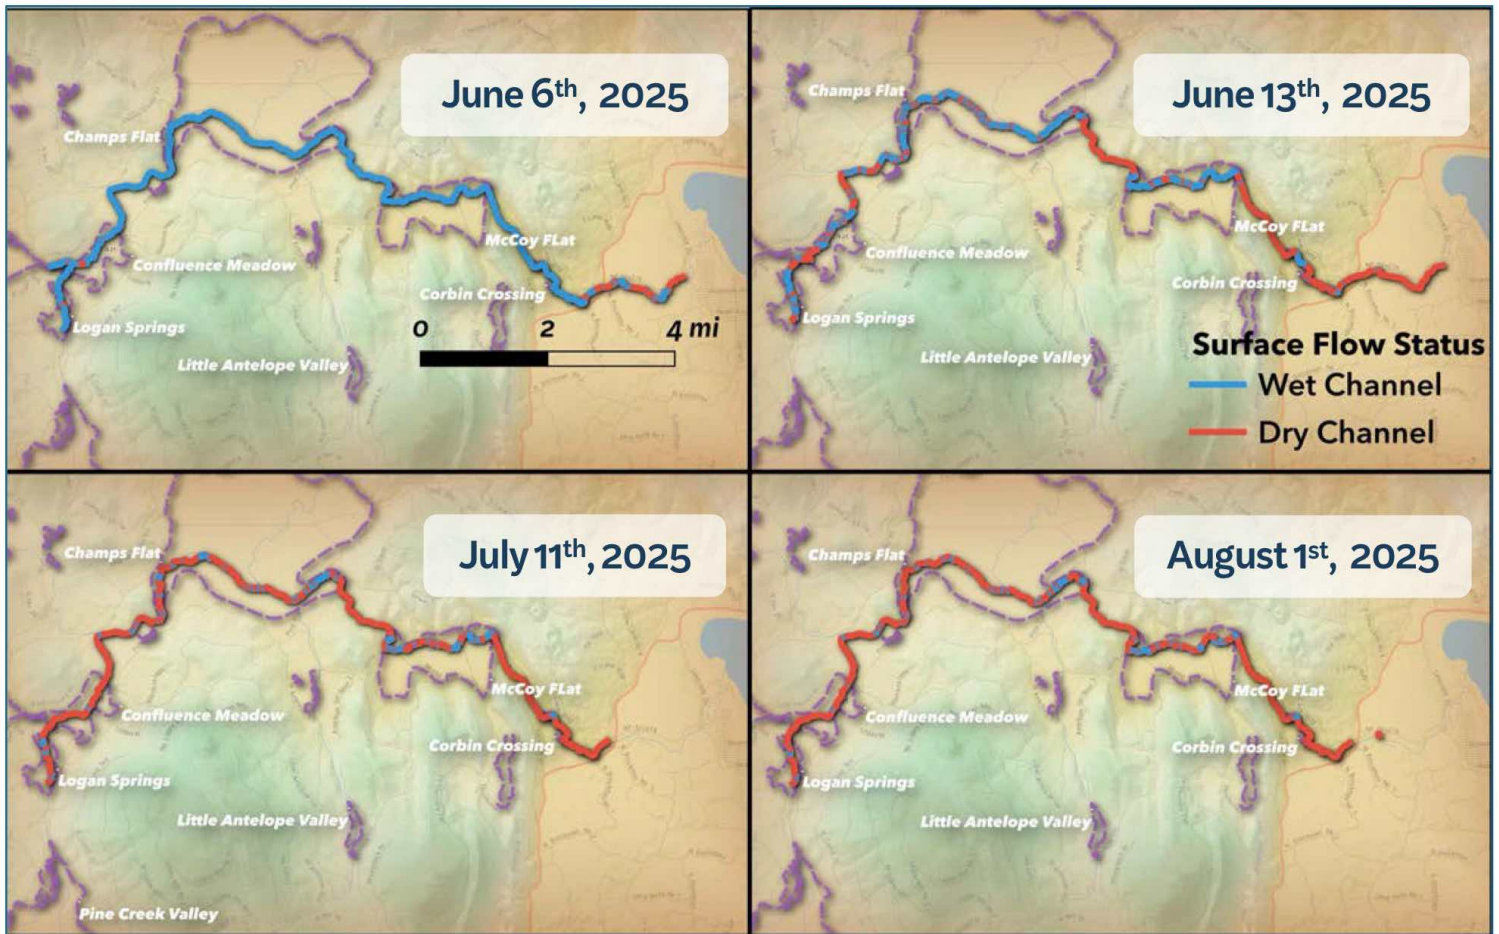 June 6th, 2025
Champs Flat
McCoy FLat
Confluence Meadow
Corbin Crossing
Logan Springs
0 2 4 mi
Little Antelope Valley
June 13th, 2025
Champs Flat
McCoy FLat
Confluence Meadow
Corbin Crossing
Logan Springs
Surface Flow Status
Little Antelope Valley
Wet Channel
Dry Channel
July 11th, 2025
Champs Flat
McCoy FLat
Confluence Meadow
Corbin Crossing
Logan Springs
Little Antelope Valley
Pine Creek Valley
August 1st, 2025
Champs Flat
McCoy FLat
Confluence Meadow
Corbin Crossing
Logan Springs
Little Antelope Valley